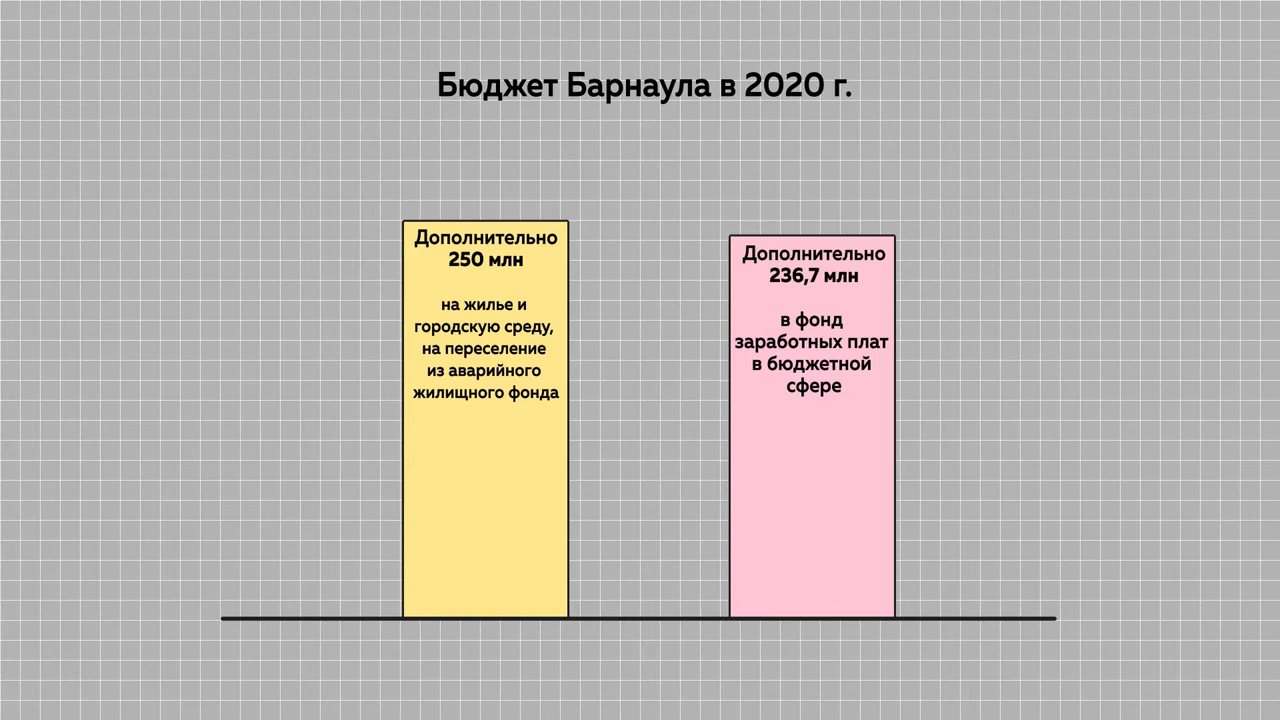 Бюджет Барнаула в 2020 г.
Дополнительно
250 млн
на жилье и
городскую среду,
на переселение
из аварийного
жилищного фонда
Дополнительно
236,7 млн
в фонд
заработных плат
в бюджетной
сфере